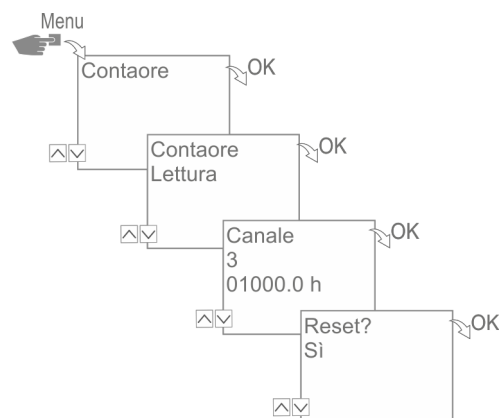 Menu
Contaore
OK
Contaore
Lettura
OK
Canale
3
01000.0 h
OK
Reset?
Sì
OK